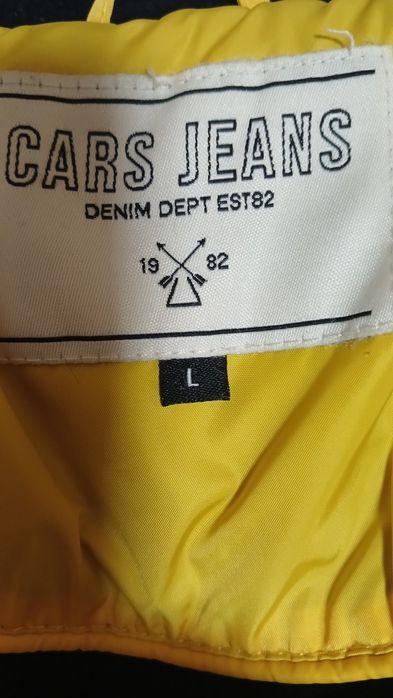 CARS JEANS
DENIM DEPT EST82
19 82
L